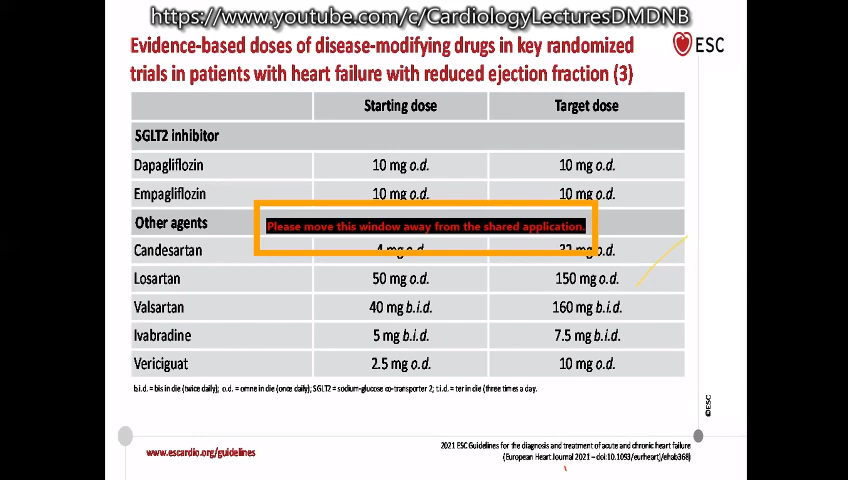 https://www.youtube.com/c/CardiologyLecturesDMDNB
Evidence-based doses of disease-modifying drugs in key randomized
trials in patients with heart failure with reduced ejection fraction (3)
ESC
Starting dose Target dose
SGLT2 inhibitor
Dapagliflozin 10 mg o.d. 10 mg o.d.
Empagliflozin 10 mg o.d. 10 mg o.d.
Other agents
Please move this window away from the shared application.
Candesartan 4 mg o.d. 32 mg o.d.
Losartan 50 mg o.d. 150 mg o.d.
Valsartan 40 mg b.i.d. 160 mg b.i.d.
Ivabradine 5 mg b.i.d. 7.5 mg b.i.d.
Vericiguat 2.5 mg o.d. 10 mg o.d.
b.i.d. = bis in die (twice daily); o.d. = omne in die (once daily); SGLT2 = sodium-glucose co-transporter 2; t.i.d. = ter in die (three times a day.
©ESC
www.escardio.org/guidelines
2021 ESC Guidelines for the diagnosis and treatment of acute and chronic heart failure
(European Heart Journal 2021 – doi:10.1093/eurheartj/ehab368)